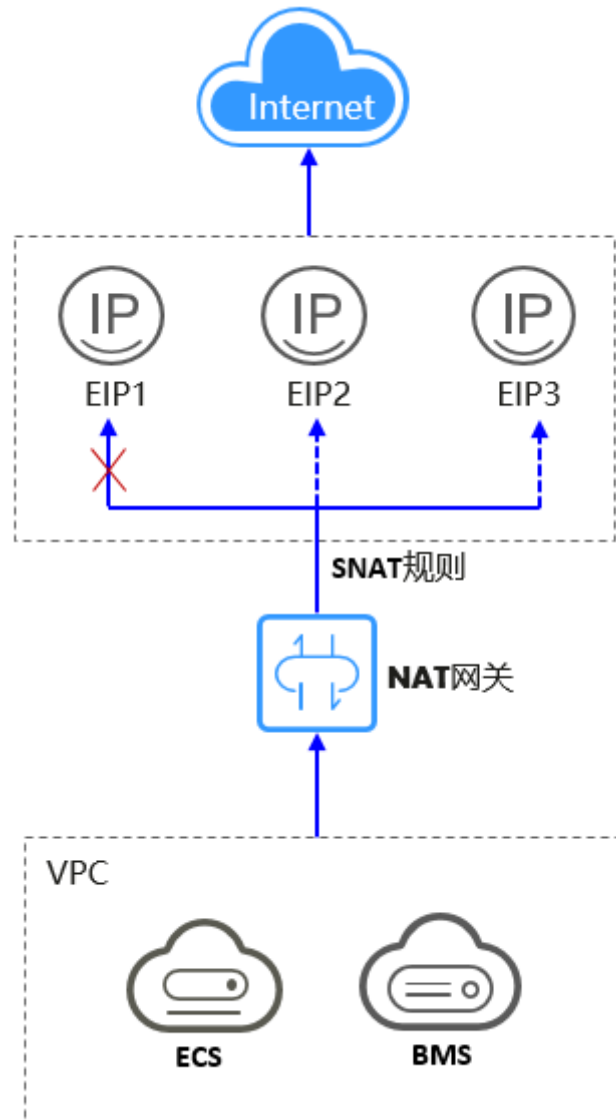 Internet
IP
IP
IP
EIP1
EIP2
EIP3
SNAT规则
NAT网关
VPC
ECS
BMS